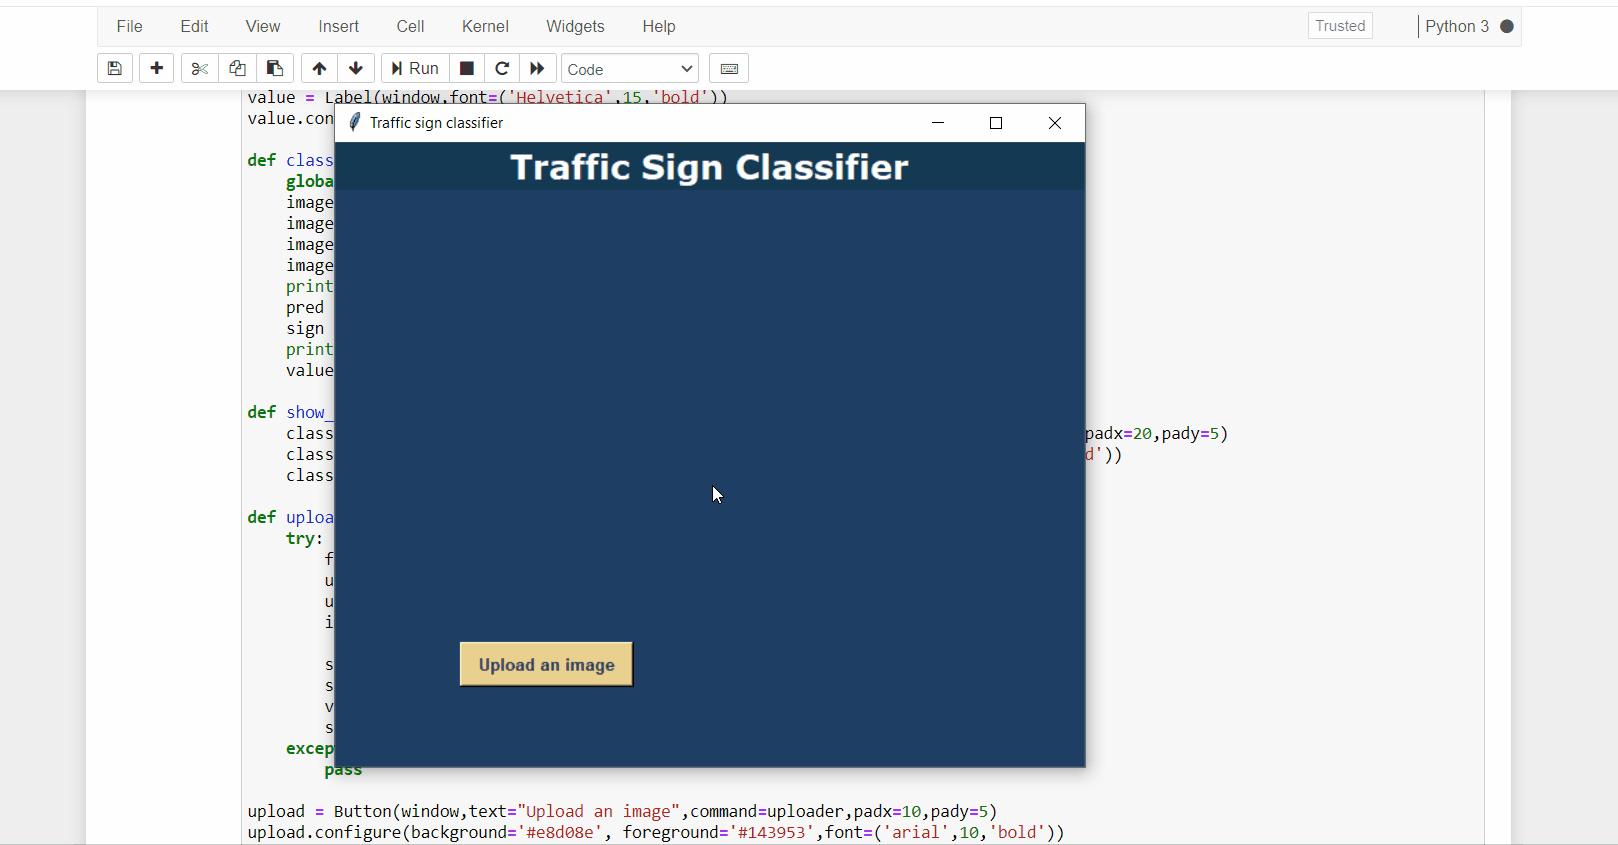 File Edit View Insert Cell Kernel Widgets Help Trusted Python 3
Run Code
value = Label(window,font=('Helvetica',15,'bold'))
value.con
Traffic sign classifier
Traffic Sign Classifier
def class
globa
image
image
image
image
print
pred
sign
print
value
def show_
class padx=20,pady=5)
class d'))
class
def uploa
try:
f
u
u
i
s
s
v
s
Upload an image
excep
pass
upload = Button(window,text="Upload an image",command=uploader,padx=10,pady=5)
upload.configure(background='#e8d08e', foreground='#143953',font=('arial',10,'bold'))